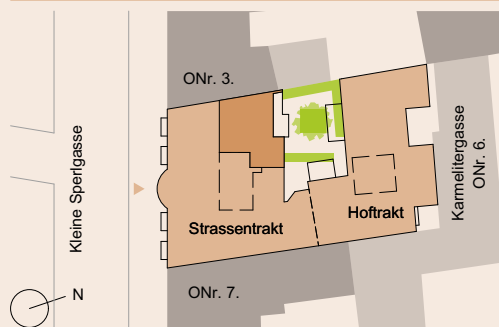 ONr. 3.
Kleine Sperlgasse
Karmelitergasse
ONr. 6.
Strassentrakt
Hoftrakt
N
ONr. 7.